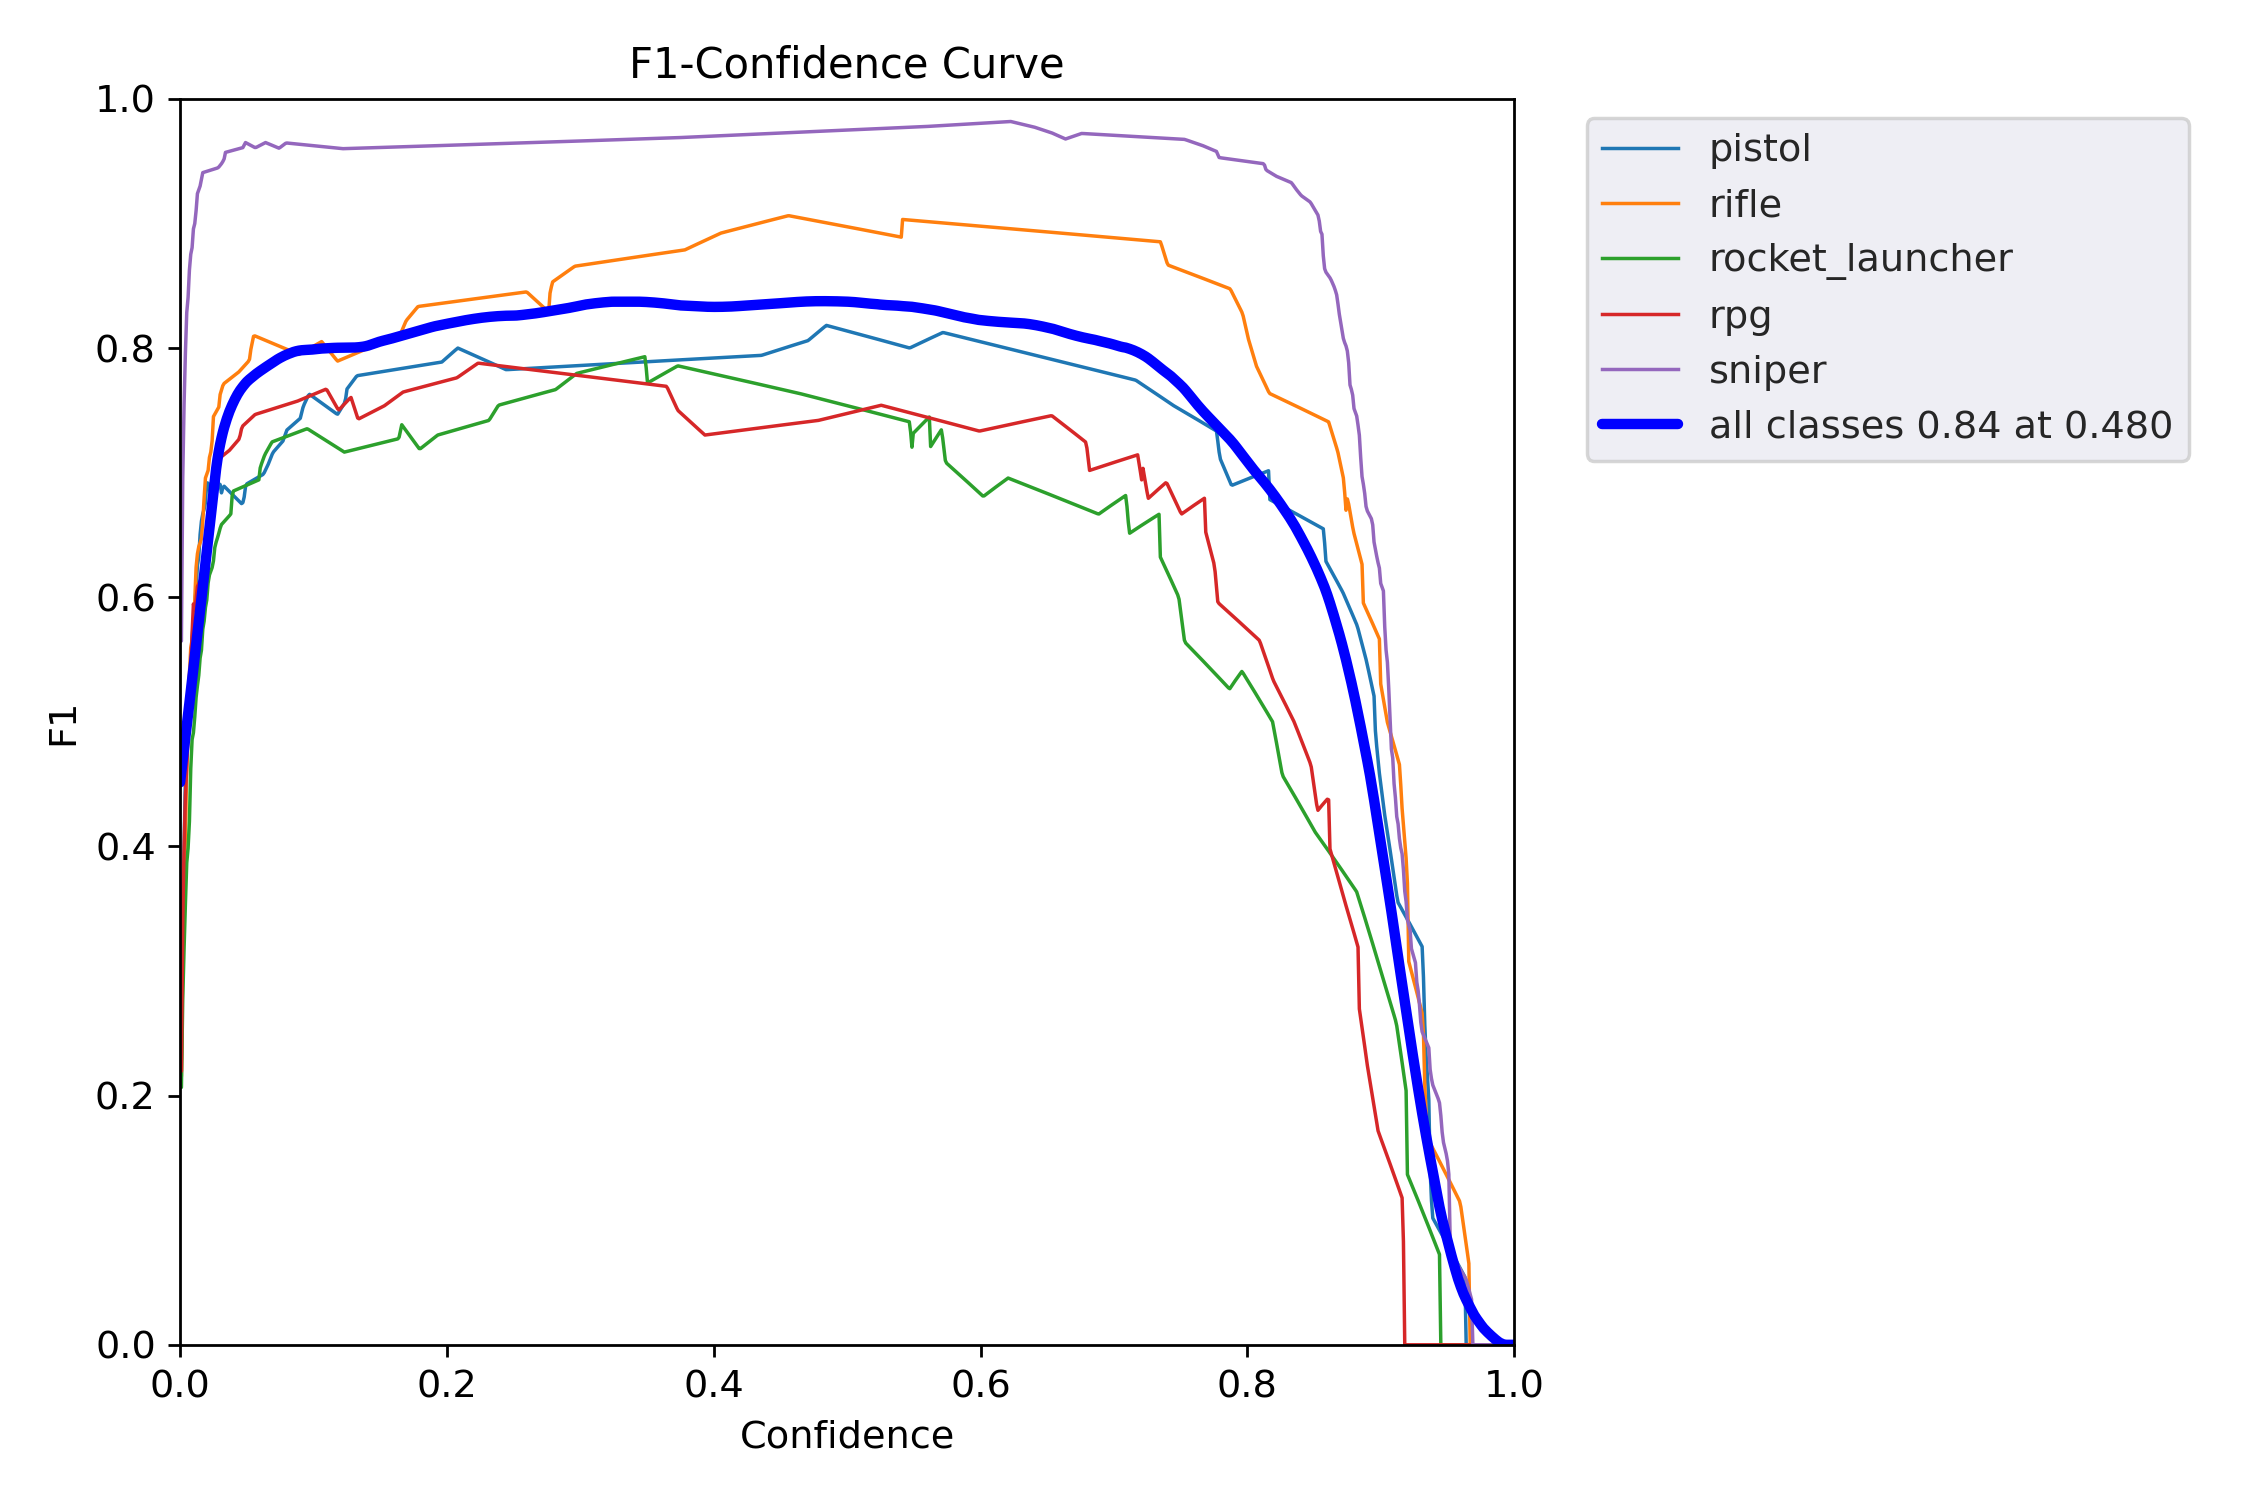 F1-Confidence Curve
1.0
0.8
0.6
0.4
0.2
0.0
F1
0.0 0.2 0.4 0.6 0.8 1.0
Confidence
pistol
rifle
rocket_launcher
rpg
sniper
all classes 0.84 at 0.480